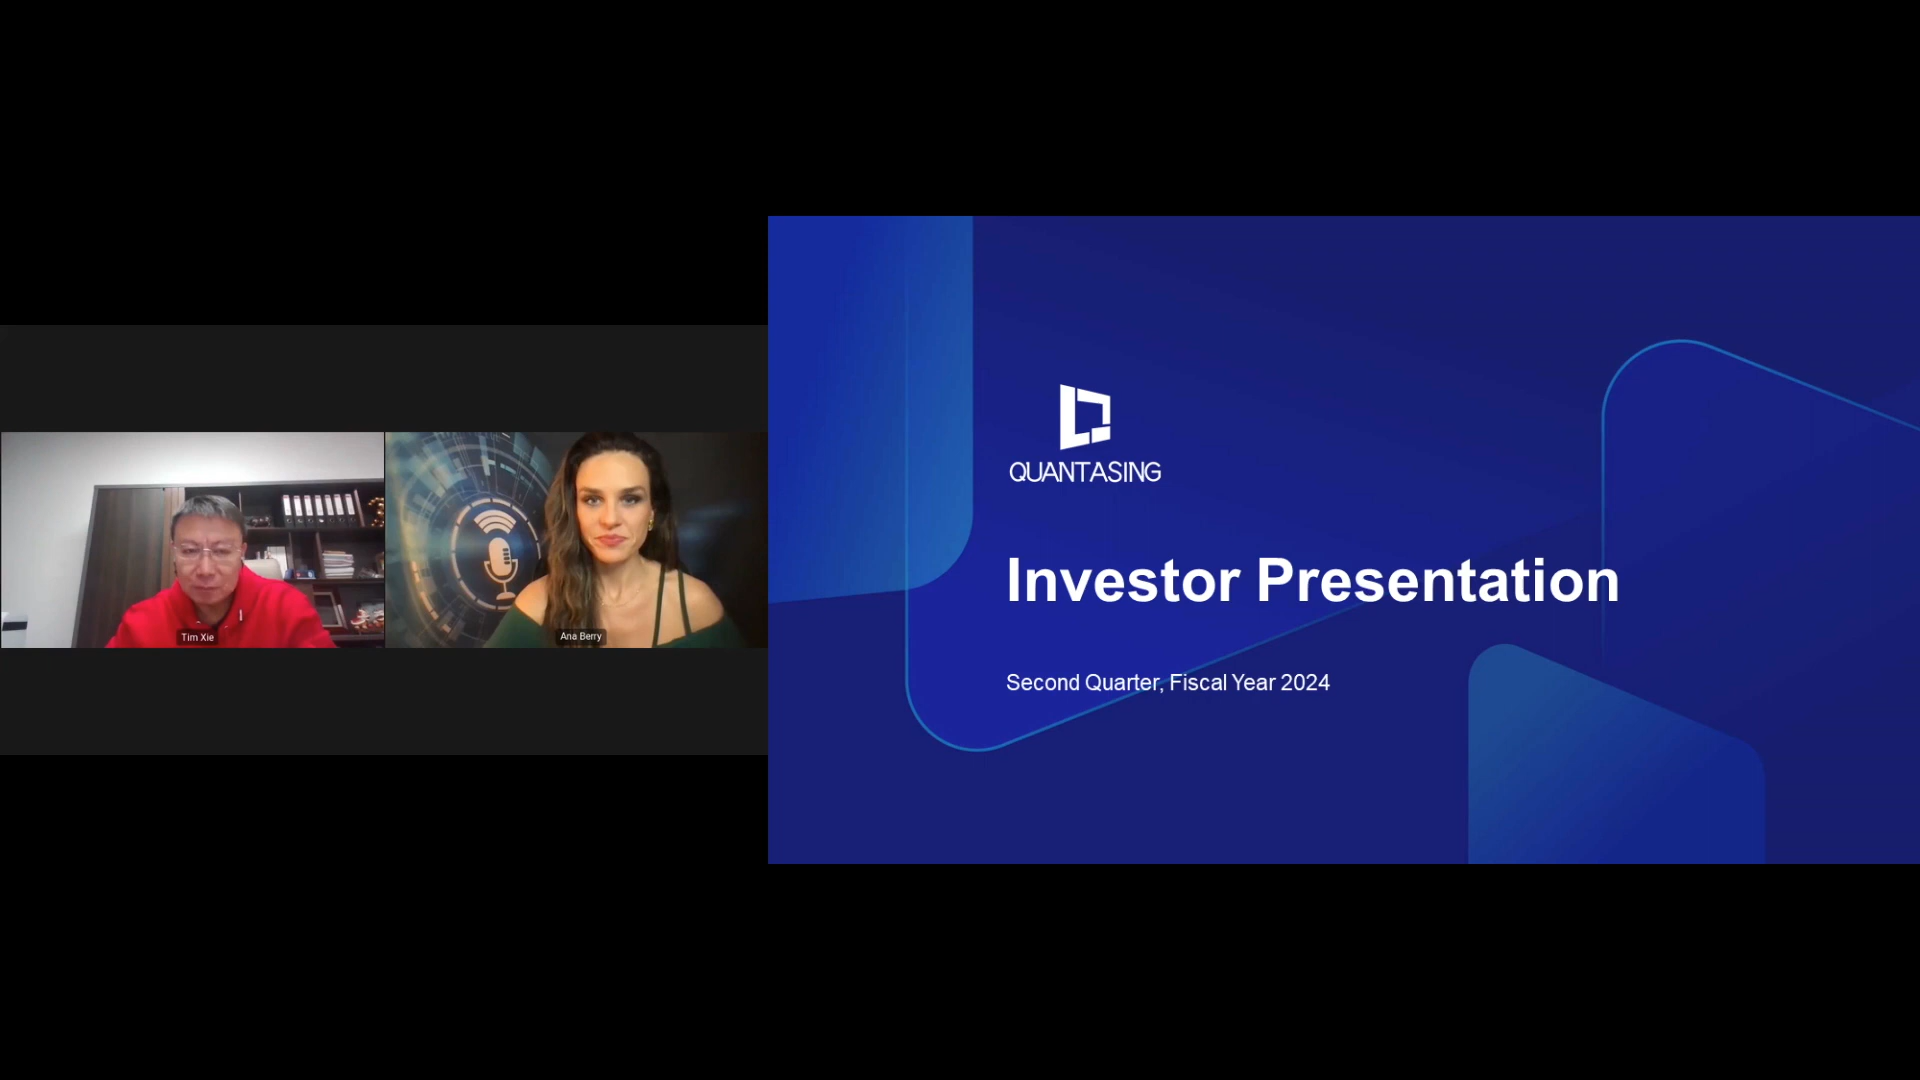 Tim Xie
Ana Berry
QUANTASING
Investor Presentation
Second Quarter, Fiscal Year 2024